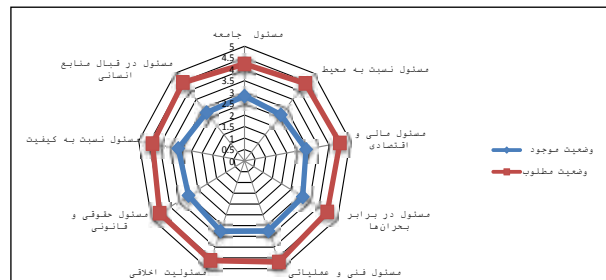 مسئول جامعه
مسئول نسبت به محیط
مسئول مالی و
اقتصادی
مسئول در برابر
بحران‌ها
مسئول فنی و عملیاتی
مسئولیت اخلاقی
مسئول حقوقی و
قانونی
مسئول نسبت به کیفیت
مسئول در قبال منابع
انسانی
5
4.5
4
3.5
3
2.5
2
1.5
1
0.5
0
وضعیت موجود
وضعیت مطلوب